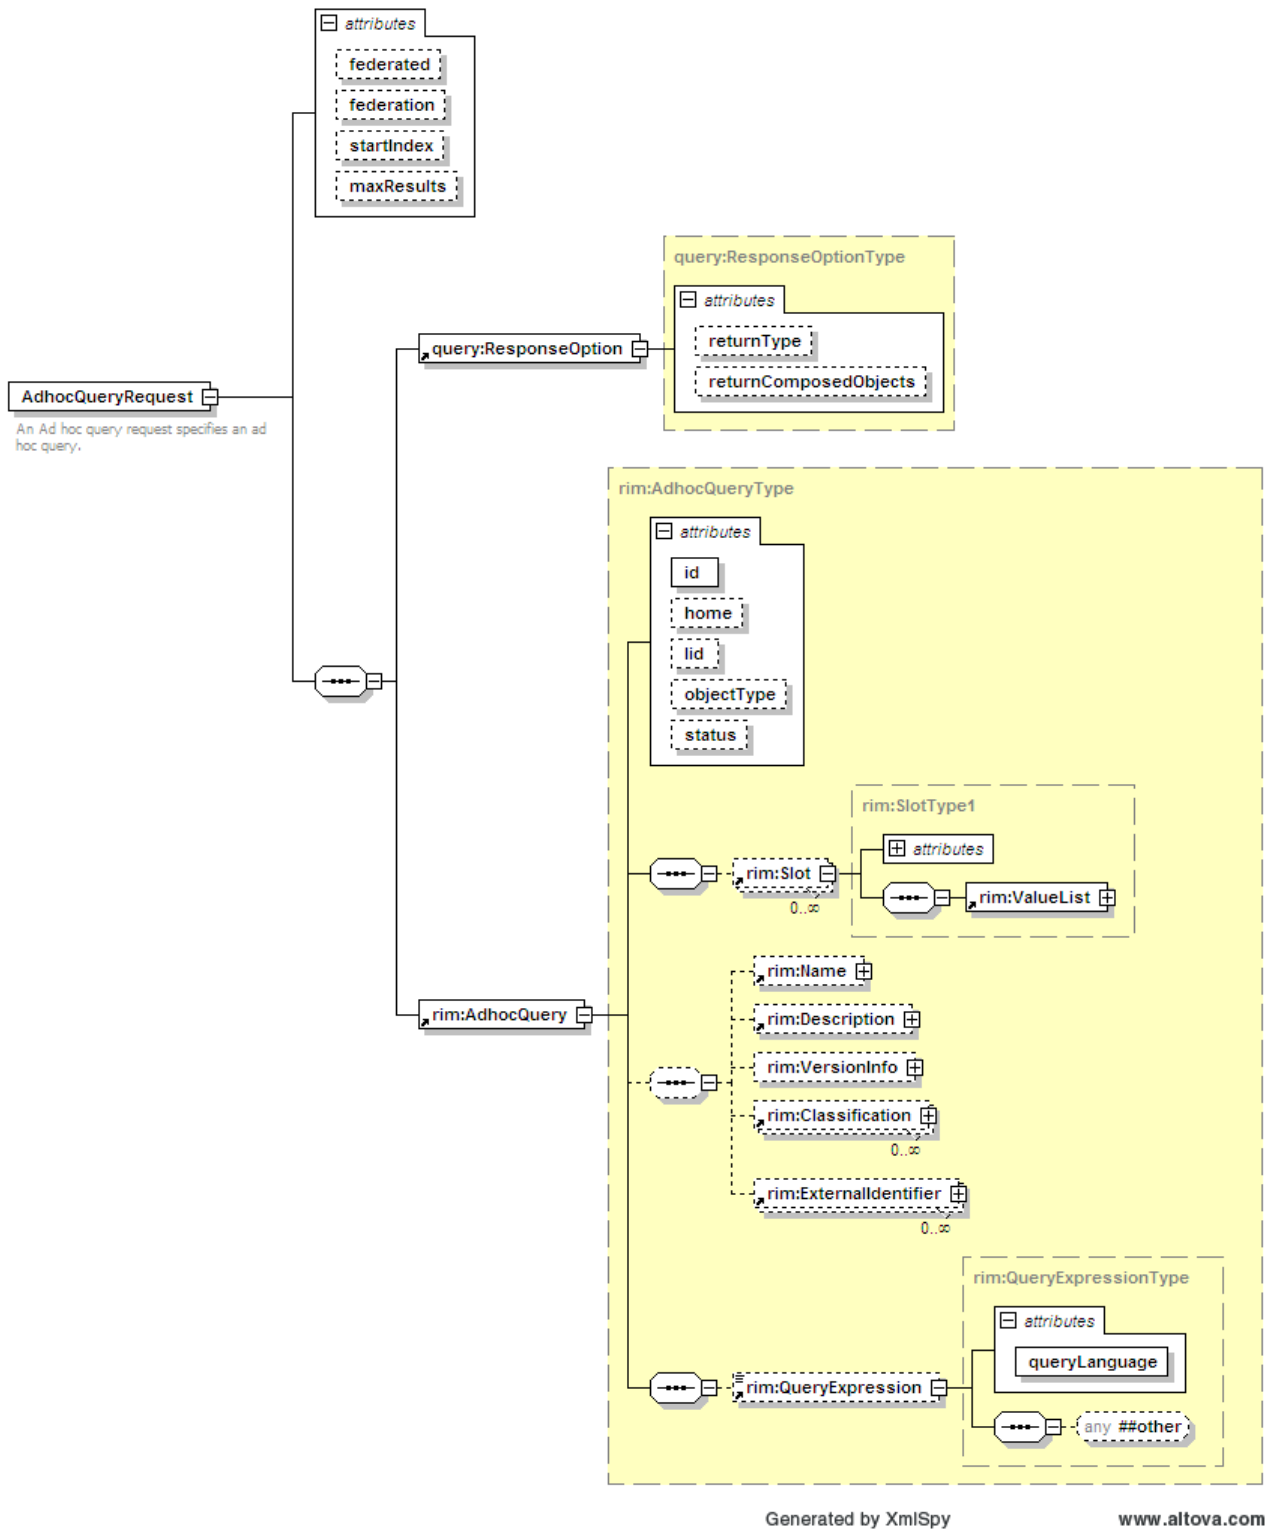 attributes
federated
federation
startIndex
maxResults
query:ResponseOptionType
attributes
returnType
returnComposedObjects
query:ResponseOption
AdhocQueryRequest
An Ad hoc query request specifies an ad
hoc query.
rim:AdhocQueryType
attributes
id
home
lid
objectType
status
rim:SlotType1
attributes
rim:Slot
0..∞
rim:ValueList
rim:AdhocQuery
rim:Name
rim:Description
rim:VersionInfo
rim:Classification
0..∞
rim:ExternalIdentifier
0..∞
rim:QueryExpressionType
attributes
queryLanguage
rim:QueryExpression
any ##other
Generated by XmlSpy www.altova.com